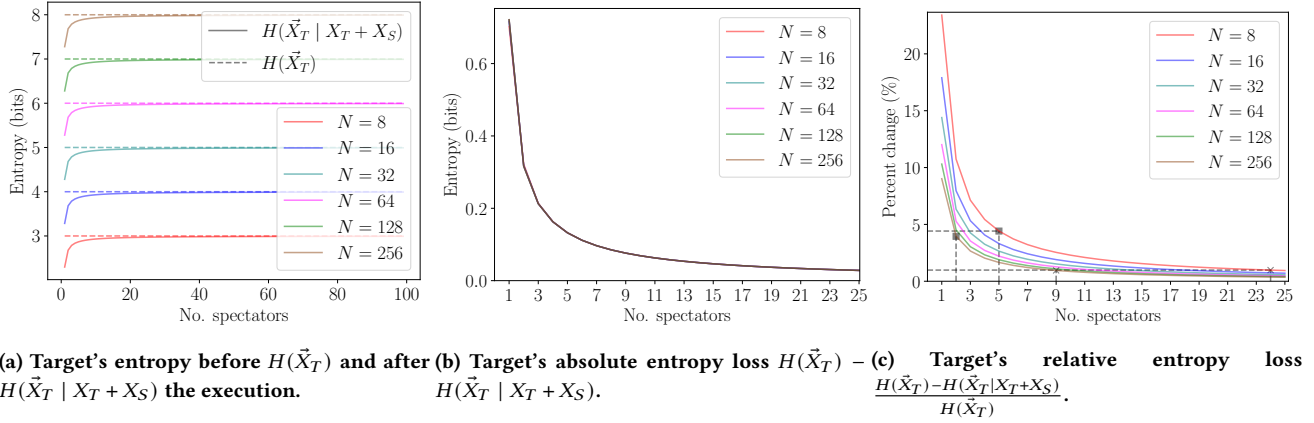 8
7
6
5
4
3
Entropy (bits)
0
20
40
60
80
100
No. spectators
H(X⃗_T | X_T + X_S)
H(X⃗_T)
N = 8
N = 16
N = 32
N = 64
N = 128
N = 256
0.6
0.4
0.2
0.0
Entropy (bits)
1 3 5 7 9 11 13 15 17 19 21 23 25
No. spectators
N = 8
N = 16
N = 32
N = 64
N = 128
N = 256
20
15
10
5
0
Percent change (%)
1 3 5 7 9 11 13 15 17 19 21 23 25
No. spectators
N = 8
N = 16
N = 32
N = 64
N = 128
N = 256
(a) Target's entropy before H(X⃗_T) and after
H(X⃗_T | X_T + X_S) the execution.
(b) Target's absolute entropy loss H(X⃗_T) −
H(X⃗_T | X_T + X_S).
(c) Target's relative entropy loss
H(X⃗_T)−H(X⃗_T|X_T+X_S)
H(X⃗_T)
.